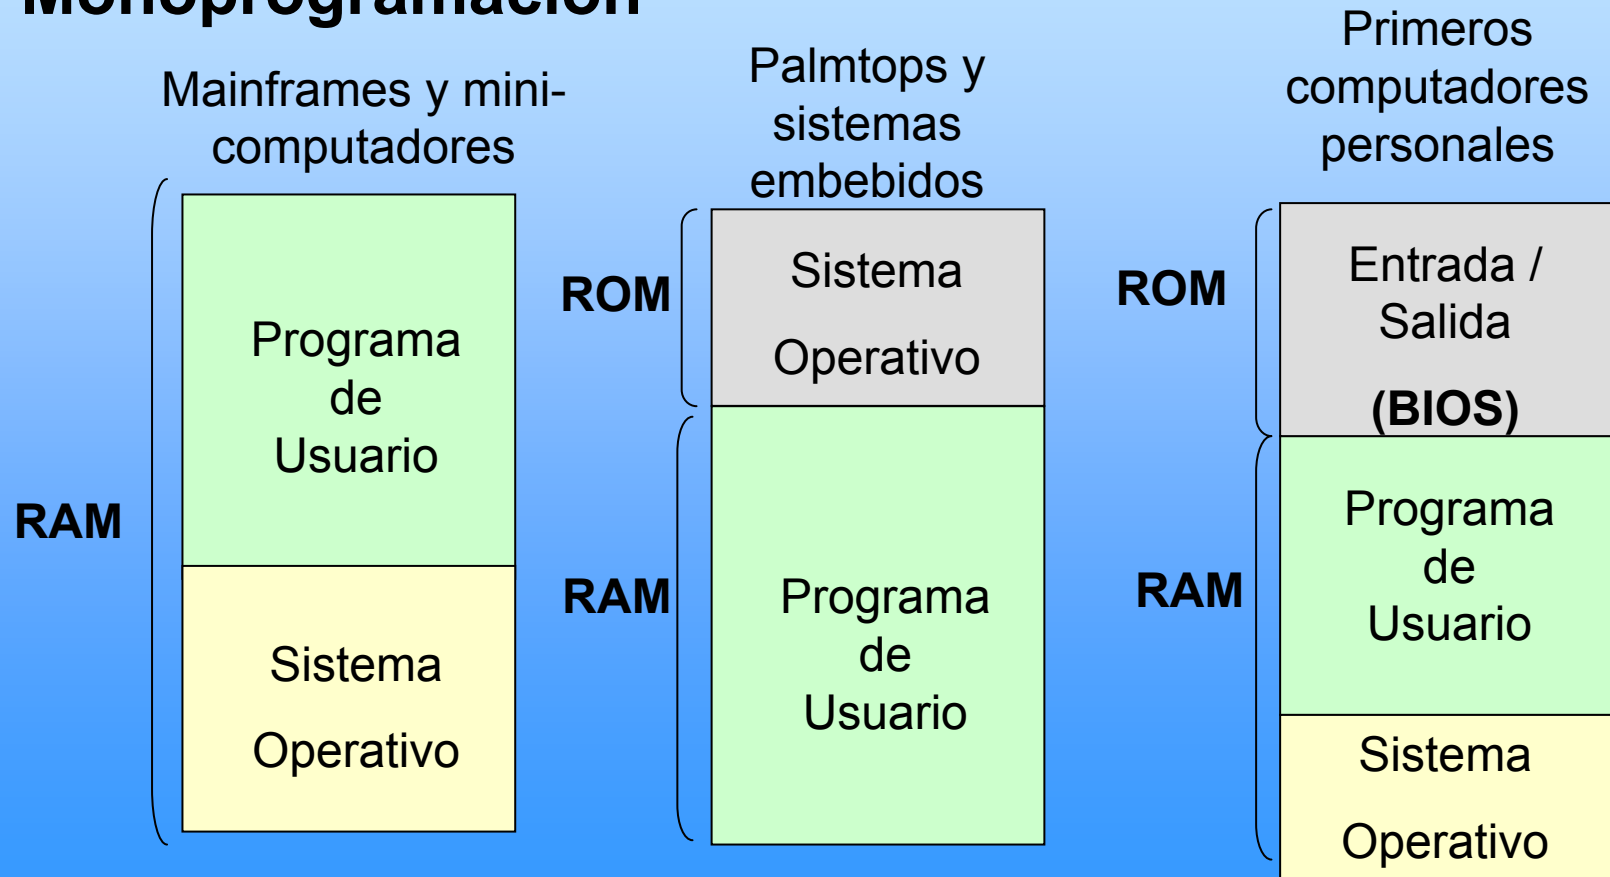 Monoprogramación
Mainframes y mini-
computadores
RAM
Programa
de
Usuario
Sistema
Operativo
Palmtops y
sistemas
embebidos
ROM
Sistema
Operativo
RAM
Programa
de
Usuario
Primeros
computadores
personales
ROM
Entrada /
Salida
(BIOS)
RAM
Programa
de
Usuario
Sistema
Operativo